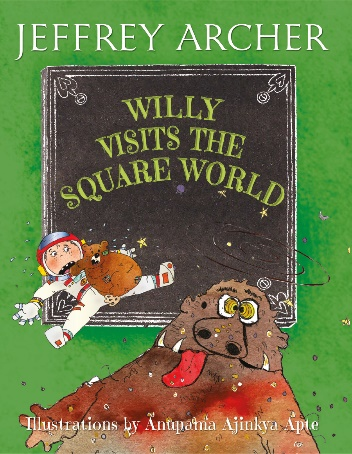 JEFFREY ARCHER
WILLY
VISITS THE
SQUARE WORLD
Illustrations by Anupama Ajinkya Apte